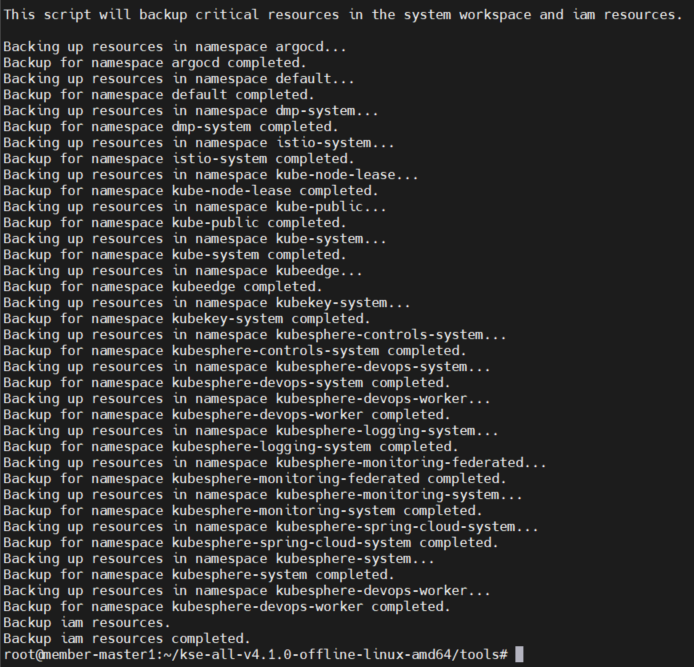 This script will backup critical resources in the system workspace and iam resources.
Backing up resources in namespace argocd...
Backup for namespace argocd completed.
Backing up resources in namespace default...
Backup for namespace default completed.
Backing up resources in namespace dmp-system...
Backup for namespace dmp-system completed.
Backing up resources in namespace istio-system...
Backup for namespace istio-system completed.
Backing up resources in namespace kube-node-lease...
Backup for namespace kube-node-lease completed.
Backing up resources in namespace kube-public...
Backup for namespace kube-public completed.
Backing up resources in namespace kube-system...
Backup for namespace kube-system completed.
Backing up resources in namespace kubeedge...
Backup for namespace kubeedge completed.
Backing up resources in namespace kubekey-system...
Backup for namespace kubekey-system completed.
Backing up resources in namespace kubesphere-controls-system...
Backup for namespace kubesphere-controls-system completed.
Backing up resources in namespace kubesphere-devops-system...
Backup for namespace kubesphere-devops-system completed.
Backing up resources in namespace kubesphere-devops-worker...
Backup for namespace kubesphere-devops-worker completed.
Backing up resources in namespace kubesphere-logging-system...
Backup for namespace kubesphere-logging-system completed.
Backing up resources in namespace kubesphere-monitoring-federated...
Backup for namespace kubesphere-monitoring-federated completed.
Backing up resources in namespace kubesphere-monitoring-system...
Backup for namespace kubesphere-monitoring-system completed.
Backing up resources in namespace kubesphere-spring-cloud-system...
Backup for namespace kubesphere-spring-cloud-system completed.
Backing up resources in namespace kubesphere-system...
Backup for namespace kubesphere-system completed.
Backing up resources in namespace kubesphere-devops-worker...
Backup for namespace kubesphere-devops-worker completed.
Backup iam resources.
Backup iam resources completed.
root@member-master1:~/kse-all-v4.1.0-offline-linux-amd64/tools#